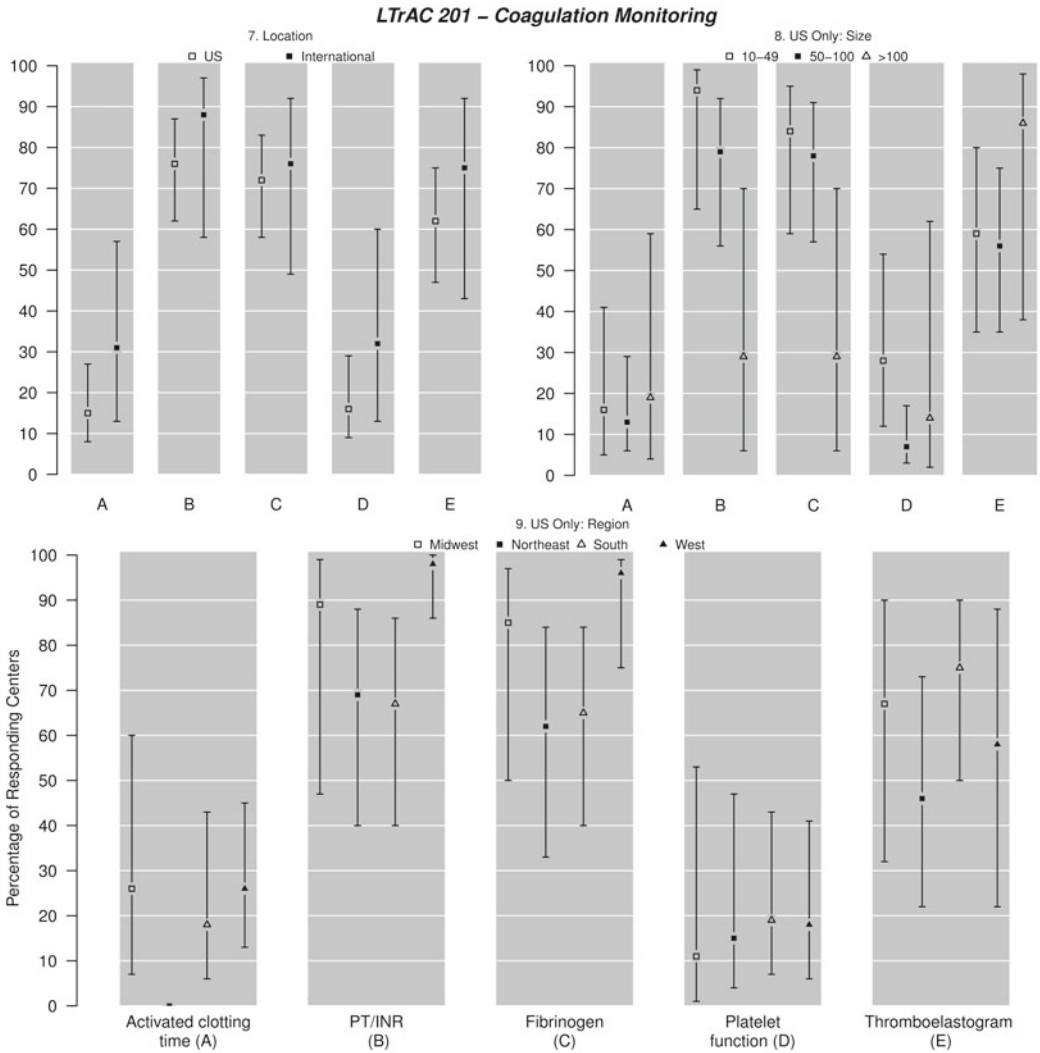 LTrAC 201 – Coagulation Monitoring
7. Location
US International
100
90
80
70
60
50
40
30
20
10
0
A B C D E
8. US Only: Size
10−49 50−100 >100
100
90
80
70
60
50
40
30
20
10
0
A B C D E
9. US Only: Region
Midwest Northeast South West
Percentage of Responding Centers
100
90
80
70
60
50
40
30
20
10
0
Activated clotting PT/INR Fibrinogen Platelet Thromboelastogram
time (A) (B) (C) function (D) (E)